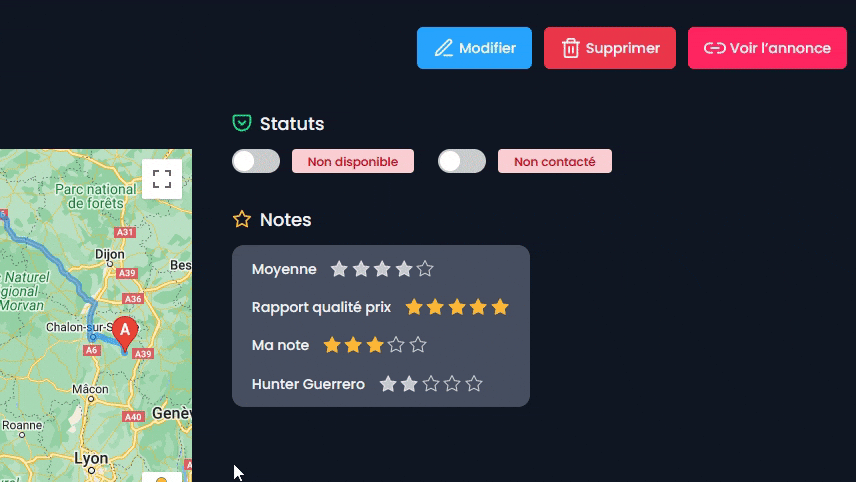 Modifier
Supprimer
Voir l’annonce
Statuts
Non disponible
Non contacté
Notes
Moyenne
Rapport qualité prix
Ma note
Hunter Guerrero
Parc national
de forêts
A31
Dijon
A39
Bes
Naturel
gional
Morvan
A36
Chalon-sur-S
A
A6
A39
Mâcon
A40
Genèv
Roanne
Lyon